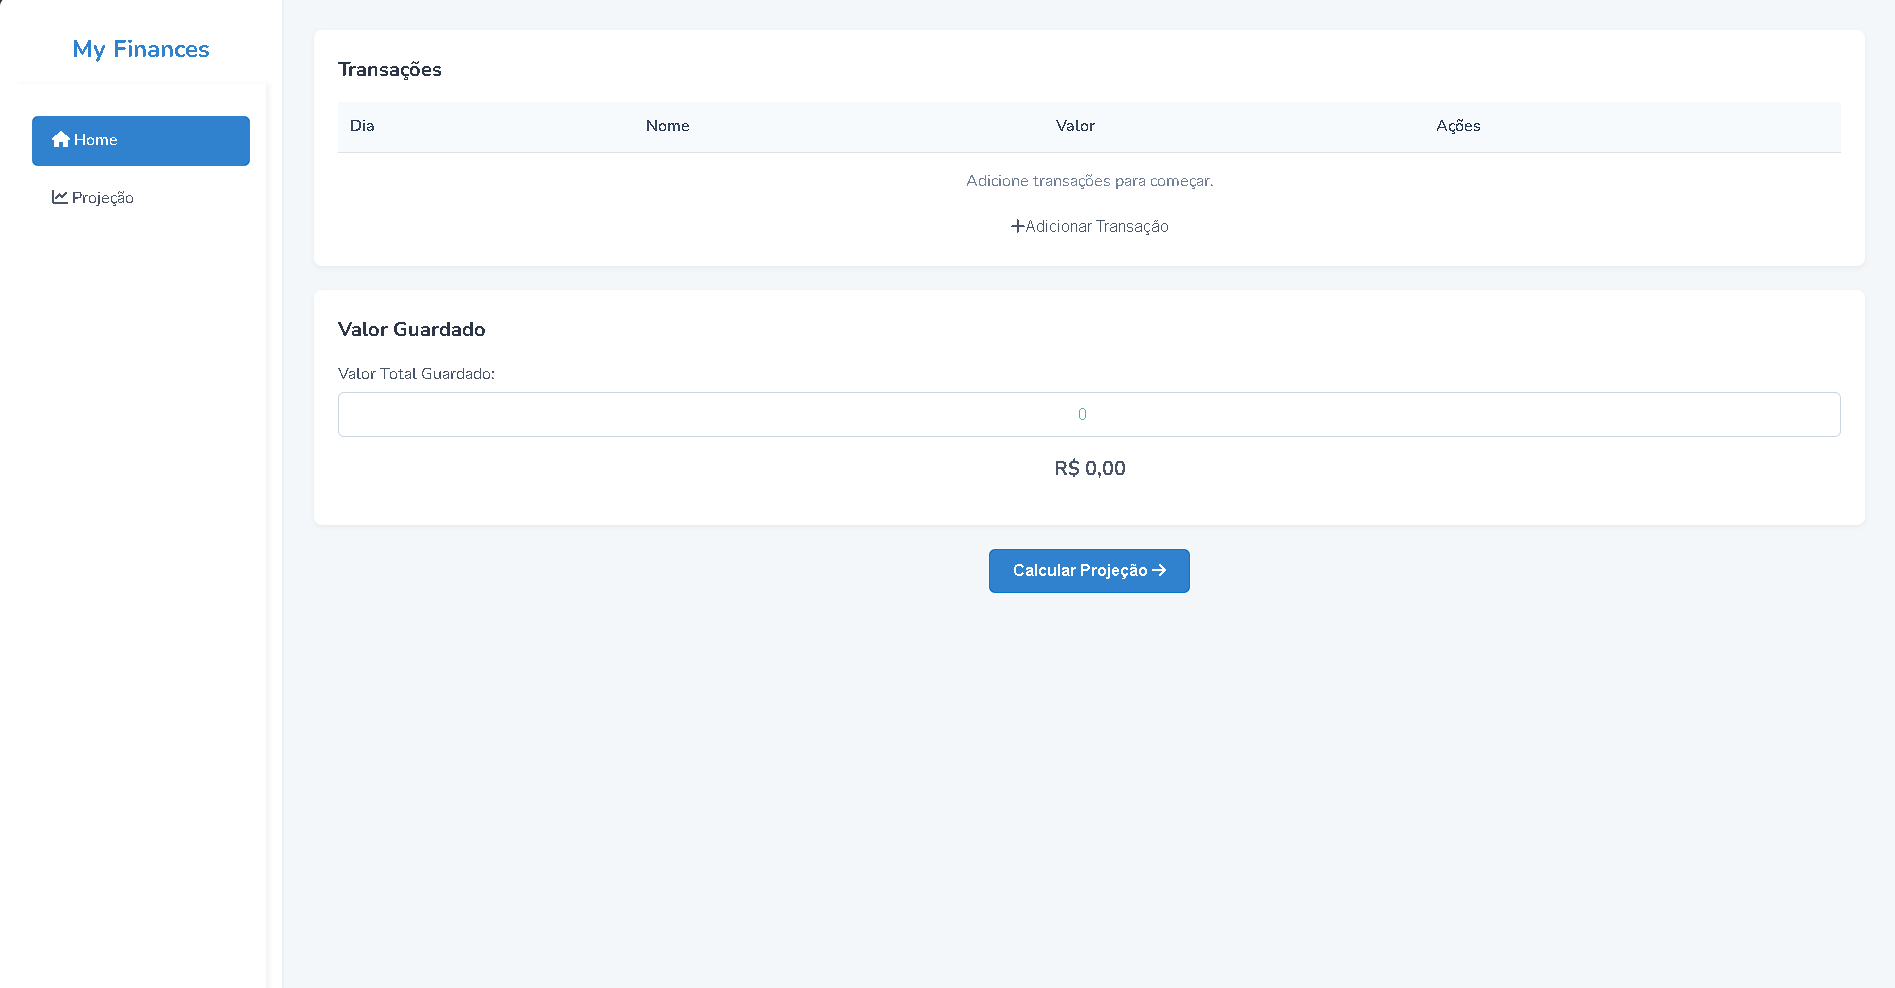 My Finances
Home
Projeção
Transações
Dia Nome Valor Ações
Adicione transações para começar.
+Adicionar Transação
Valor Guardado
Valor Total Guardado:
0
R$ 0,00
Calcular Projeção →